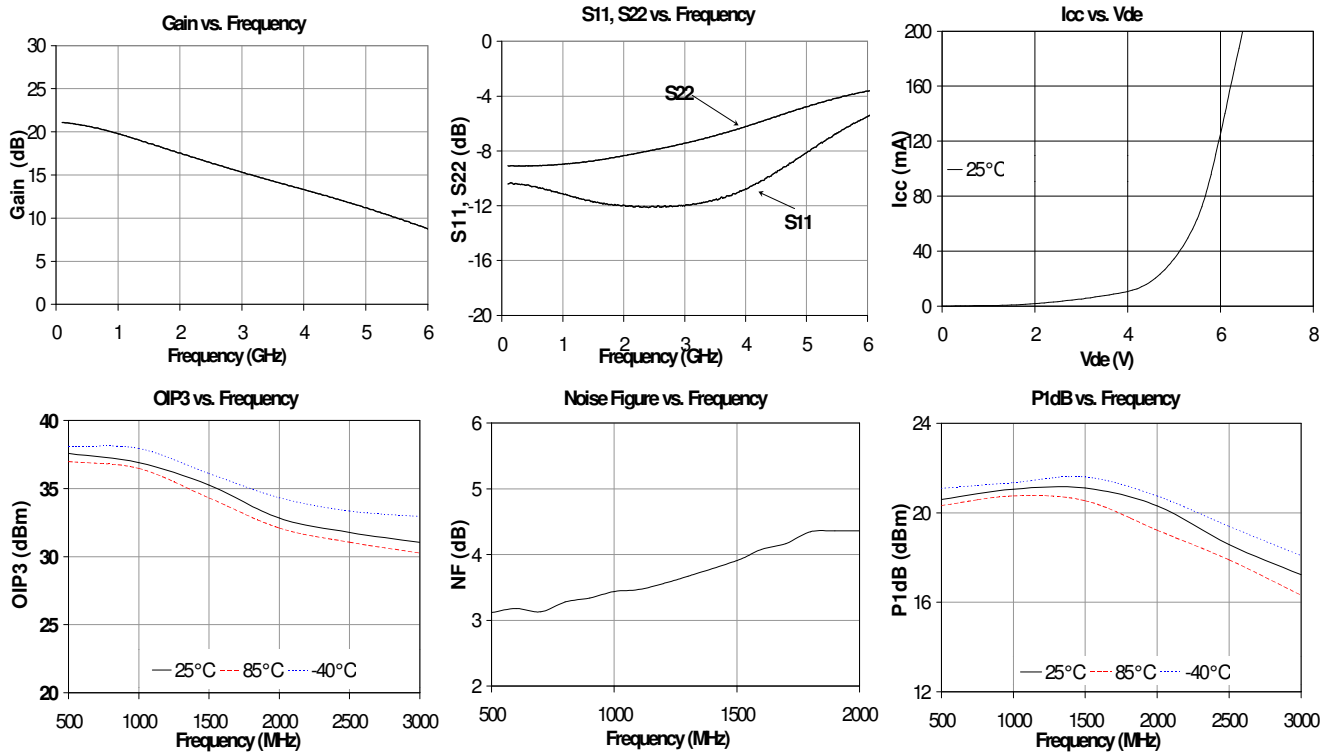 Gain vs. Frequency
30
25
20
15
10
5
0
Gain (dB)
0 1 2 3 4 5 6
Frequency (GHz)
S11, S22 vs. Frequency
0
-4
-8
-12
-16
-20
S11, S22 (dB)
S22
S11
0 1 2 3 4 5 6
Frequency (GHz)
Icc vs. Vde
200
160
120
80
40
0
Icc (mA)
25°C
0 2 4 6 8
Vde (V)
OIP3 vs. Frequency
40
35
30
25
20
OIP3 (dBm)
25°C 85°C -40°C
500 1000 1500 2000 2500 3000
Frequency (MHz)
Noise Figure vs. Frequency
6
5
4
3
2
NF (dB)
500 1000 1500 2000
Frequency (MHz)
P1dB vs. Frequency
24
20
16
12
P1dB (dBm)
25°C 85°C -40°C
500 1000 1500 2000 2500 3000
Frequency (MHz)